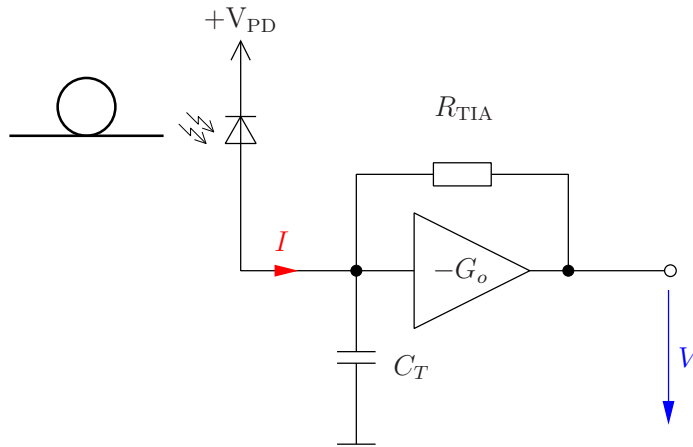 +V_PD
R_TIA
I
−G_o
C_T
V